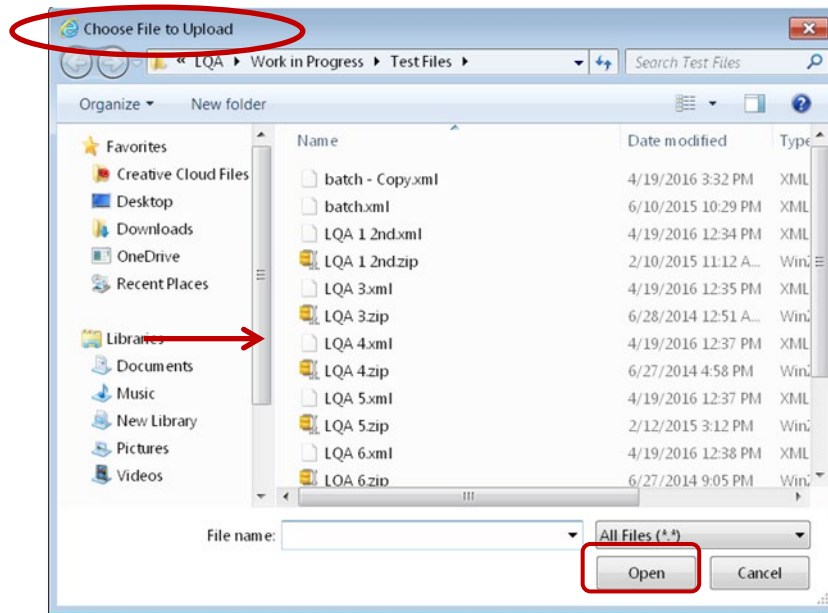 Choose File to Upload
« LQA ▸ Work in Progress ▸ Test Files ▸ Search Test Files
Organize ▾ New folder
Favorites
Creative Cloud Files
Desktop
Downloads
OneDrive
Recent Places
Libraries
Documents
Music
New Library
Pictures
Videos
Name Date modified Type
batch - Copy.xml 4/19/2016 3:32 PM XML
batch.xml 6/10/2015 10:29 PM XML
LQA 1 2nd.xml 4/19/2016 12:34 PM XML
LQA 1 2nd.zip 2/10/2015 11:12 A... Win
LQA 3.xml 4/19/2016 12:35 PM XML
LQA 3.zip 6/28/2014 12:51 A... Win
LQA 4.xml 4/19/2016 12:37 PM XML
LQA 4.zip 6/27/2014 4:58 PM Win
LQA 5.xml 4/19/2016 12:37 PM XML
LQA 5.zip 2/12/2015 3:12 PM Win
LQA 6.xml 4/19/2016 12:38 PM XML
LQA 6.zip 6/27/2014 9:05 PM Win
File name: All Files (*.*)
Open Cancel